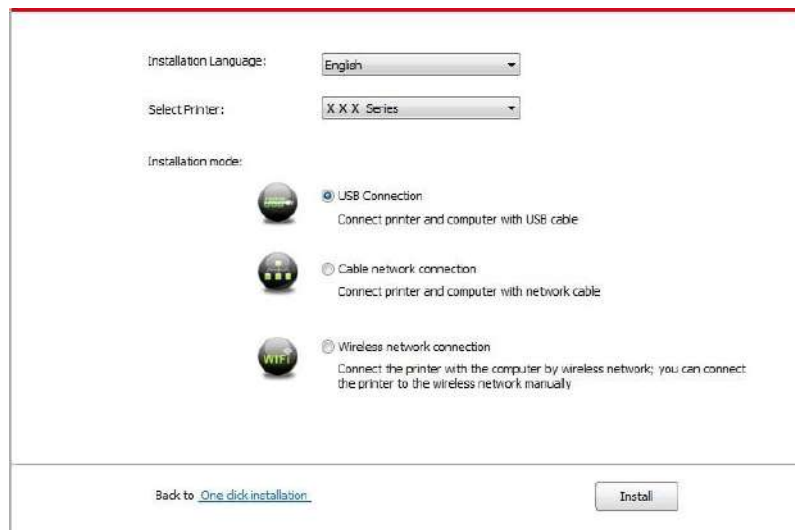 Installation Language: English
Select Printer: X X X Series
Installation mode:
USB Connection
Connect printer and computer with USB cable
Cable network connection
Connect printer and computer with network cable
WIFI
Wireless network connection
Connect the printer with the computer by wireless network; you can connect
the printer to the wireless network manually
Back to One click installation Install